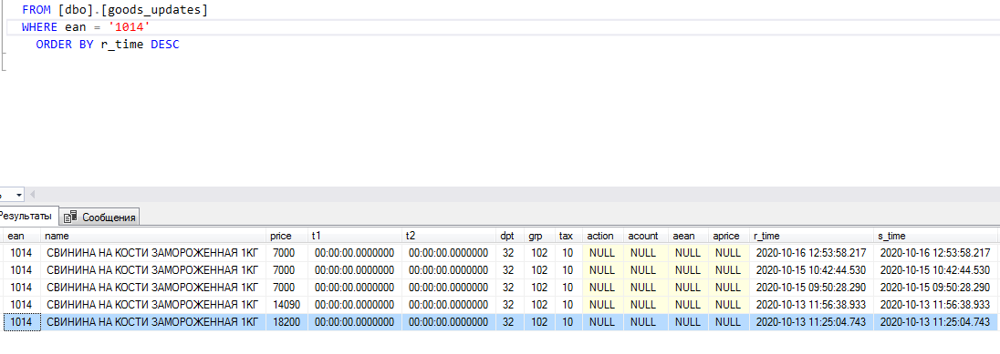 FROM [dbo].[goods_updates]
WHERE ean = '1014'
ORDER BY r_time DESC
Результаты Сообщения
ean name price t1 t2 dpt grp tax action acount aean aprice r_time s_time
1014 СВИНИНА НА КОСТИ ЗАМОРОЖЕННАЯ 1КГ 7000 00:00:00.0000000 00:00:00.0000000 32 102 10 NULL NULL NULL NULL 2020-10-16 12:53:58.217 2020-10-16 12:53:58.217
1014 СВИНИНА НА КОСТИ ЗАМОРОЖЕННАЯ 1КГ 7000 00:00:00.0000000 00:00:00.0000000 32 102 10 NULL NULL NULL NULL 2020-10-15 10:42:44.530 2020-10-15 10:42:44.530
1014 СВИНИНА НА КОСТИ ЗАМОРОЖЕННАЯ 1КГ 7000 00:00:00.0000000 00:00:00.0000000 32 102 10 NULL NULL NULL NULL 2020-10-15 09:50:28.290 2020-10-15 09:50:28.290
1014 СВИНИНА НА КОСТИ ЗАМОРОЖЕННАЯ 1КГ 14090 00:00:00.0000000 00:00:00.0000000 32 102 10 NULL NULL NULL NULL 2020-10-13 11:56:38.933 2020-10-13 11:56:38.933
1014 СВИНИНА НА КОСТИ ЗАМОРОЖЕННАЯ 1КГ 18200 00:00:00.0000000 00:00:00.0000000 32 102 10 NULL NULL NULL NULL 2020-10-13 11:25:04.743 2020-10-13 11:25:04.743